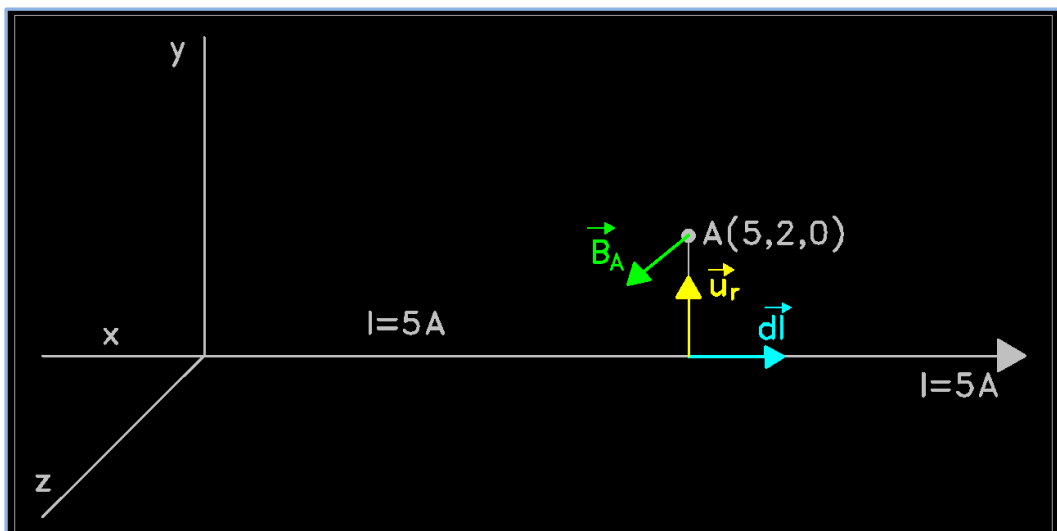 y
A(5,2,0)
B_A
u_r
I=5A
dl
x
I=5A
z